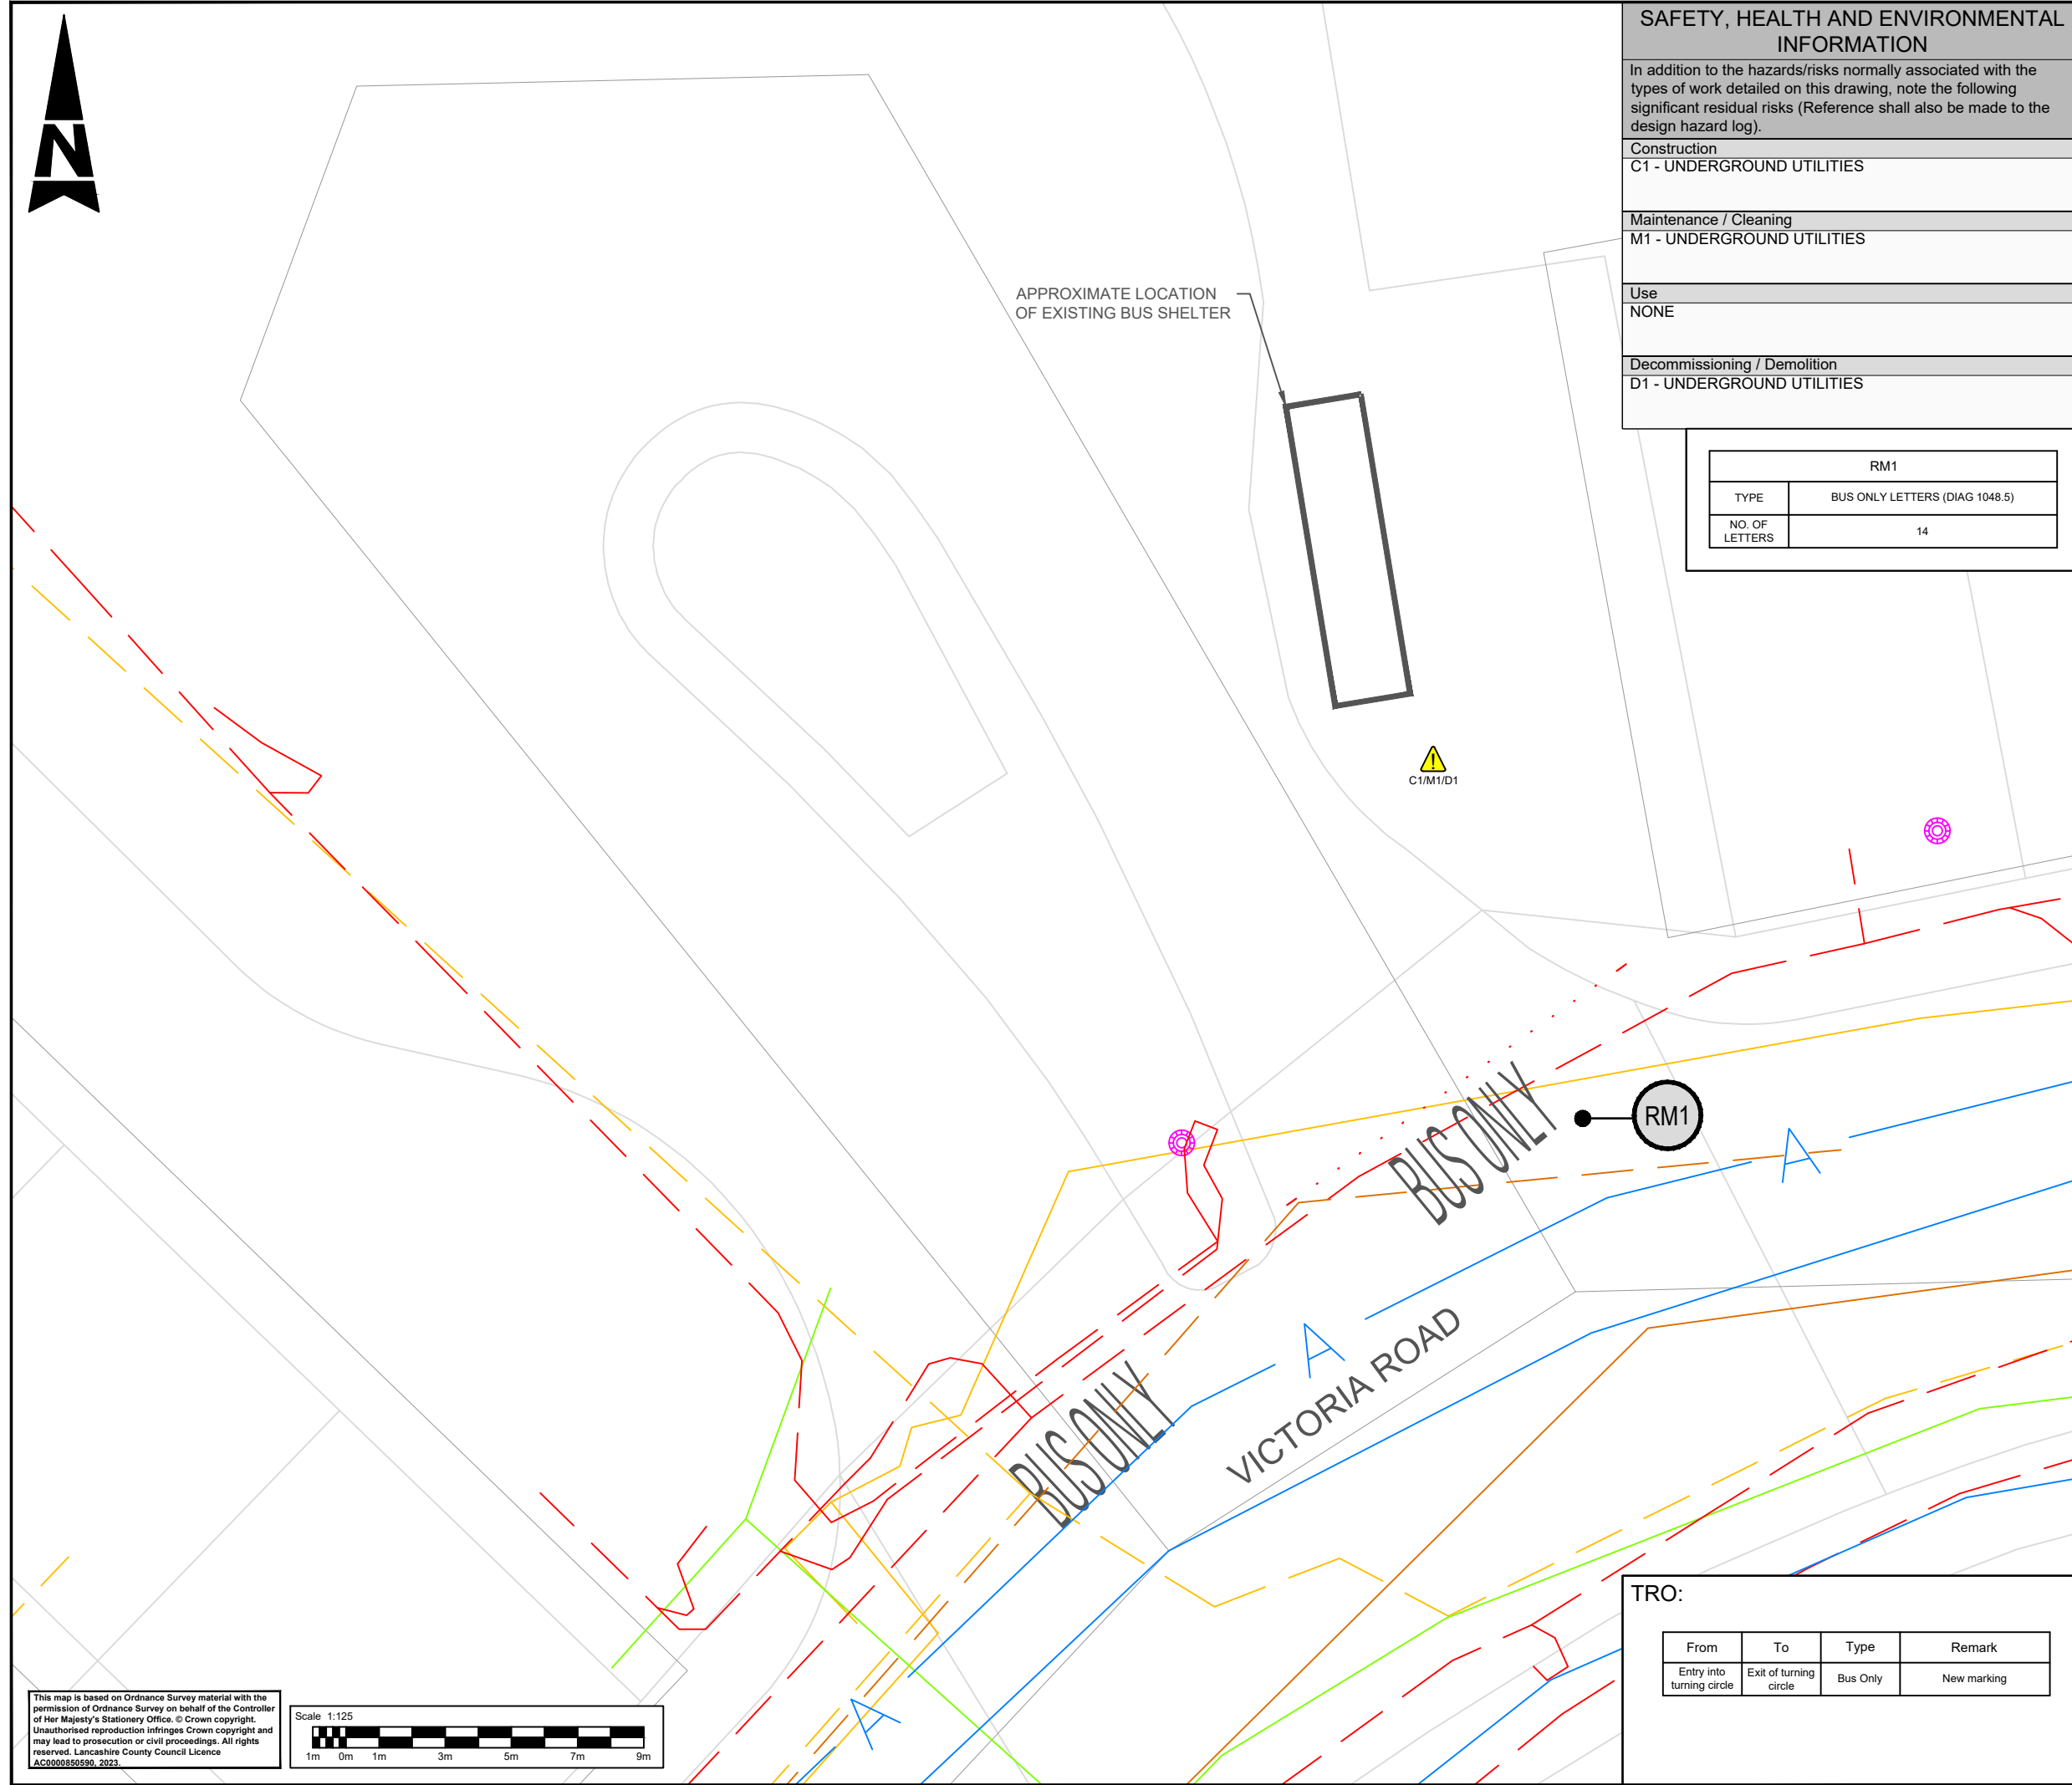 N
SAFETY, HEALTH AND ENVIRONMENTAL
INFORMATION
In addition to the hazards/risks normally associated with the
types of work detailed on this drawing, note the following
significant residual risks (Reference shall also be made to the
design hazard log).
Construction
C1 - UNDERGROUND UTILITIES
Maintenance / Cleaning
M1 - UNDERGROUND UTILITIES
Use
NONE
Decommissioning / Demolition
D1 - UNDERGROUND UTILITIES
APPROXIMATE LOCATION
OF EXISTING BUS SHELTER
RM1
TYPE
BUS ONLY LETTERS (DIAG 1048.5)
NO. OF
LETTERS
14
C1/M1/D1
BUS ONLY
RM1
A
A
VICTORIA ROAD
BUS ONLY
A
TRO:
From To Type Remark
Entry into
turning circle
Exit of turning
circle
Bus Only
New marking
This map is based on Ordnance Survey material with the
permission of Ordnance Survey on behalf of the Controller
of Her Majesty's Stationery Office. © Crown copyright.
Unauthorised reproduction infringes Crown copyright and
may lead to prosecution or civil proceedings. All rights
reserved. Lancashire County Council Licence
AC0000850590, 2023.
Scale 1:125
1m 0m 1m 3m 5m 7m 9m